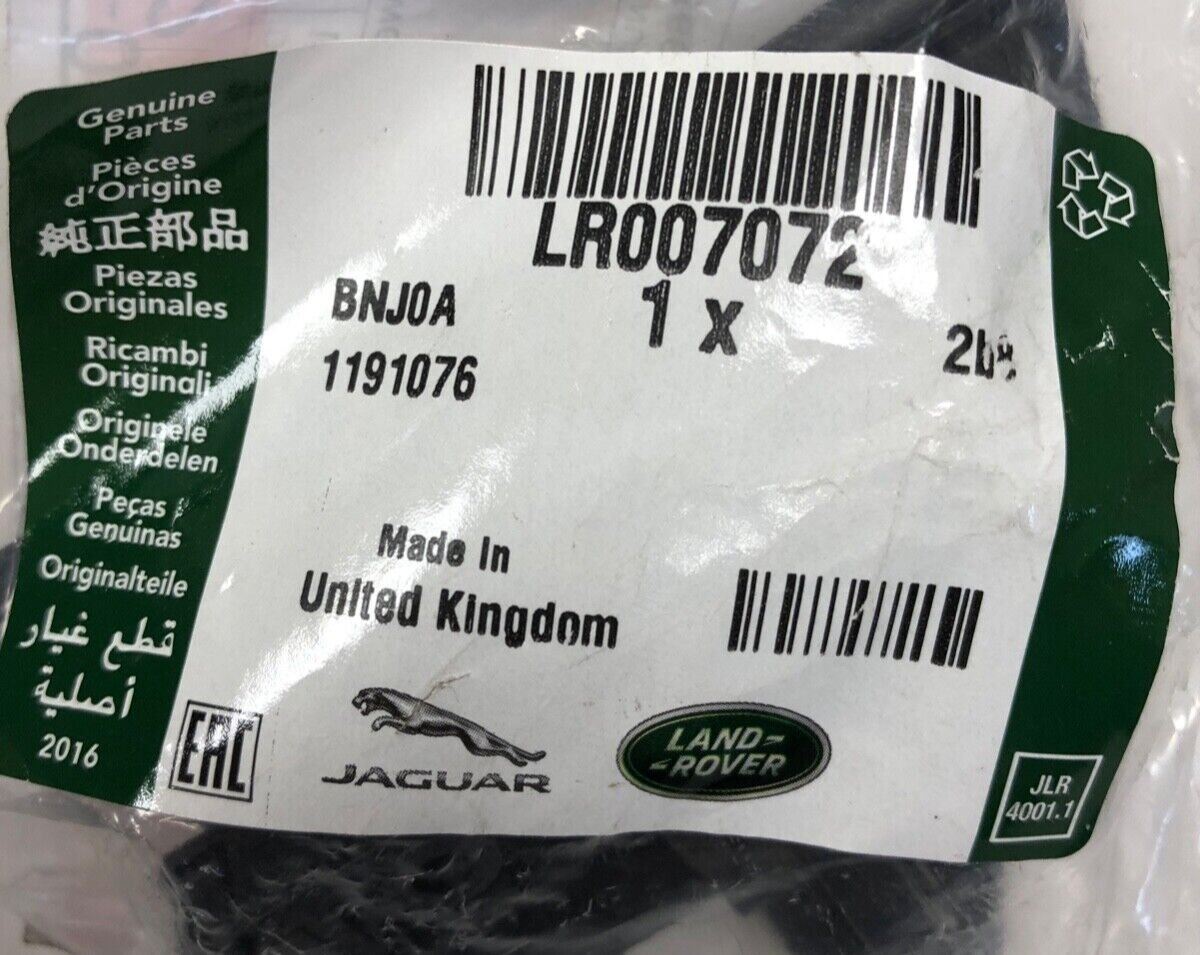 Genuine
Parts
Pièces
d'Origine
純正部品
Piezas
Originales
Ricambi
Originali
Originele
Onderdelen
Peças
Genuinas
Originalteile
قطع غيار
أصلية
2016
LR007072
BNJ0A
1 x
1191076
Made In
United Kingdom
EAC
JAGUAR
LAND-
-ROVER
JLR
4001.1